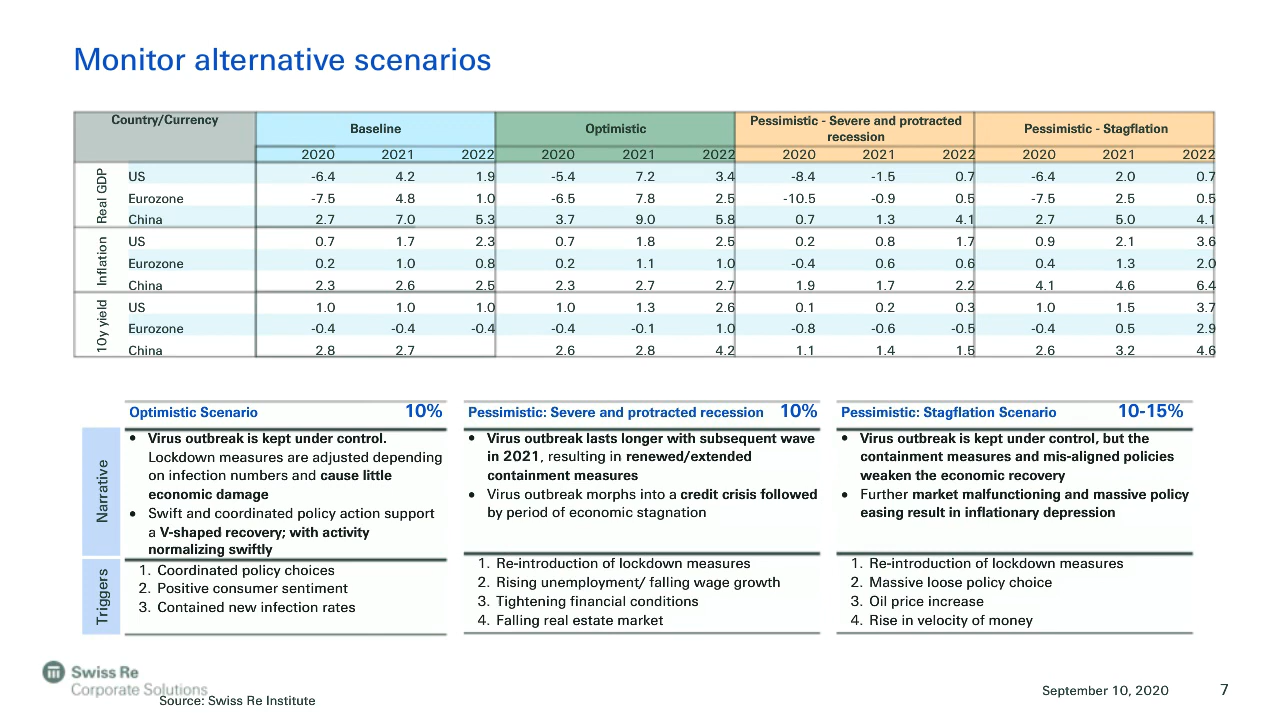 Monitor alternative scenarios
Country/Currency Baseline Optimistic Pessimistic - Severe and protracted recession Pessimistic - Stagflation
2020 2021 2022 2020 2021 2022 2020 2021 2022 2020 2021 2022
Real GDP
US -6.4 4.2 1.9 -5.4 7.2 3.4 -8.4 -1.5 0.7 -6.4 2.0 0.7
Eurozone -7.5 4.8 1.0 -6.5 7.8 2.5 -10.5 -0.9 0.5 -7.5 2.5 0.5
China 2.7 7.0 5.3 3.7 9.0 5.8 0.7 1.3 4.1 2.7 5.0 4.1
Inflation
US 0.7 1.7 2.3 0.7 1.8 2.5 0.2 0.8 1.7 0.9 2.1 3.6
Eurozone 0.2 1.0 0.8 0.2 1.1 1.0 -0.4 0.6 0.6 0.4 1.3 2.0
China 2.3 2.6 2.5 2.3 2.7 2.7 1.9 1.7 2.2 4.1 4.6 6.4
10y yield
US 1.0 1.0 1.0 1.0 1.3 2.6 0.1 0.2 0.3 1.0 1.5 3.7
Eurozone -0.4 -0.4 -0.4 -0.4 -0.1 1.0 -0.8 -0.6 -0.5 -0.4 0.5 2.9
China 2.8 2.7 2.6 2.8 4.2 1.1 1.4 1.5 2.6 3.2 4.6
Narrative
Triggers
Optimistic Scenario 10%
• Virus outbreak is kept under control.
Lockdown measures are adjusted depending
on infection numbers and cause little
economic damage
• Swift and coordinated policy action support
a V-shaped recovery; with activity
normalizing swiftly
1. Coordinated policy choices
2. Positive consumer sentiment
3. Contained new infection rates
Pessimistic: Severe and protracted recession 10%
• Virus outbreak lasts longer with subsequent wave
in 2021, resulting in renewed/extended
containment measures
• Virus outbreak morphs into a credit crisis followed
by period of economic stagnation
1. Re-introduction of lockdown measures
2. Rising unemployment/ falling wage growth
3. Tightening financial conditions
4. Falling real estate market
Pessimistic: Stagflation Scenario 10-15%
• Virus outbreak is kept under control, but the
containment measures and mis-aligned policies
weaken the economic recovery
• Further market malfunctioning and massive policy
easing result in inflationary depression
1. Re-introduction of lockdown measures
2. Massive loose policy choice
3. Oil price increase
4. Rise in velocity of money
Swiss Re
Corporate Solutions
Source: Swiss Re Institute
September 10, 2020 7